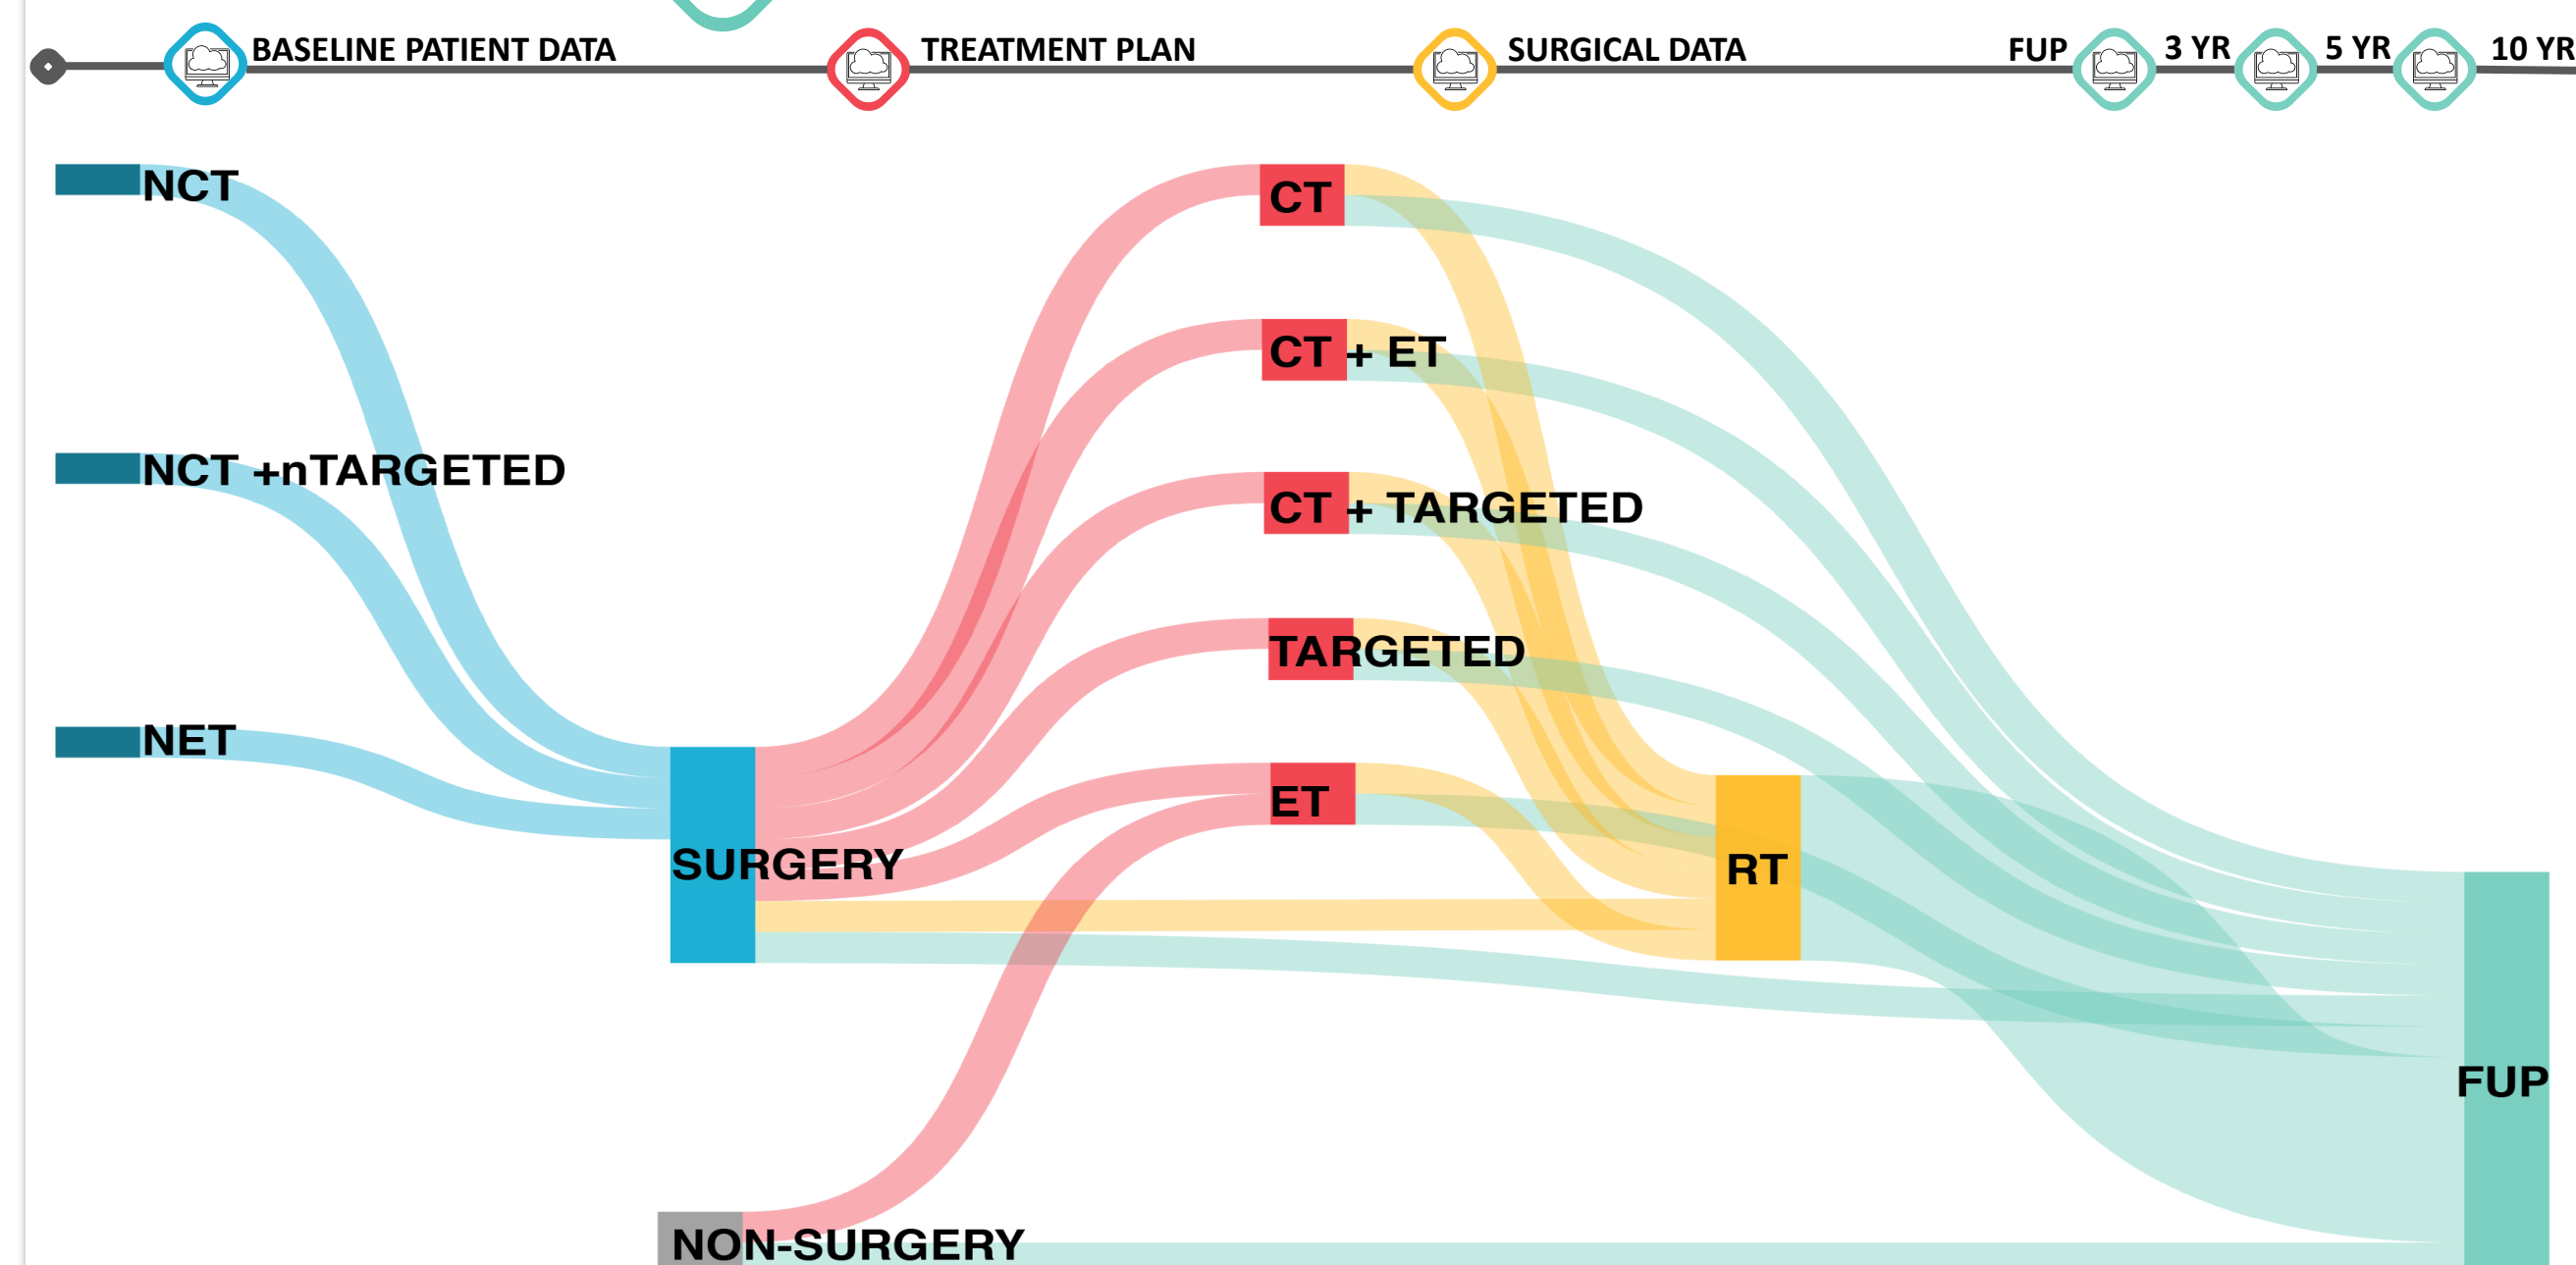 BASELINE PATIENT DATA
TREATMENT PLAN
SURGICAL DATA
FUP
3 YR
5 YR
10 YR
NCT
CT
CT + ET
NCT +nTARGETED
CT + TARGETED
TARGETED
NET
ET
SURGERY
RT
FUP
NON-SURGERY